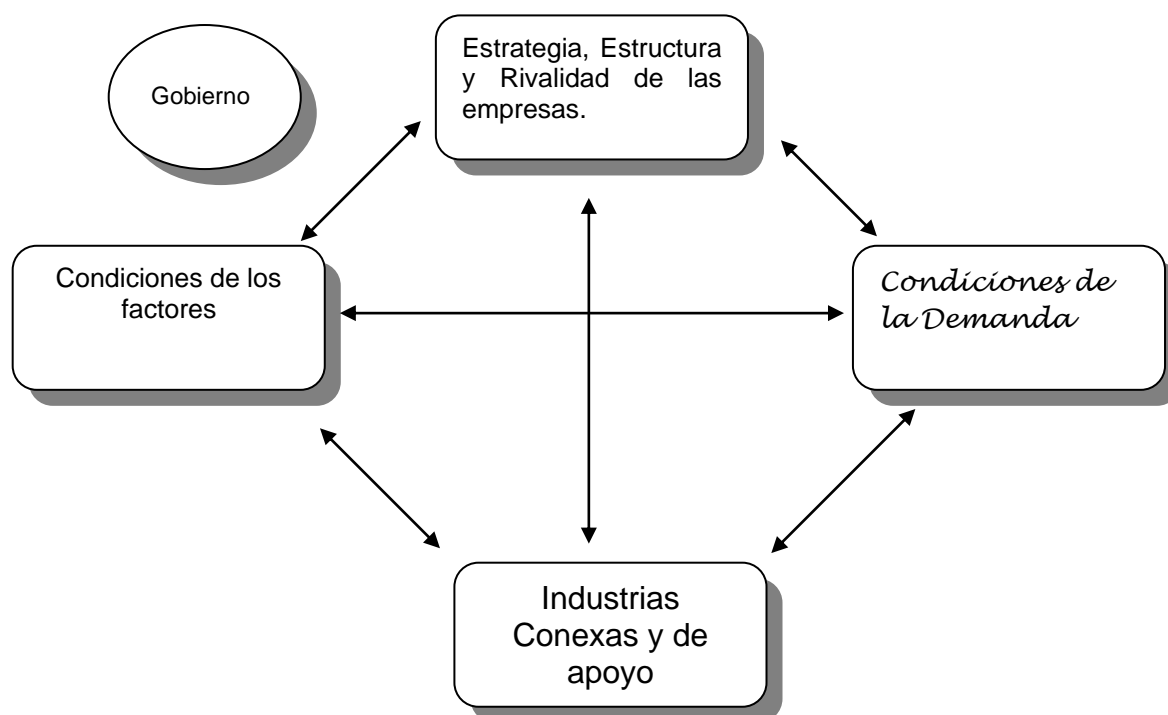 Gobierno
Estrategia, Estructura
y Rivalidad de las
empresas.
Condiciones de los
factores
Condiciones de
la Demanda
Industrias
Conexas y de
apoyo